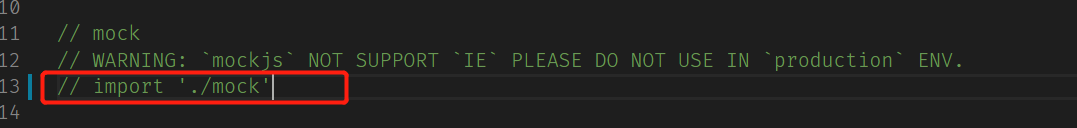 10
11 // mock
12 // WARNING: `mockjs` NOT SUPPORT `IE` PLEASE DO NOT USE IN `production` ENV.
13 // import './mock'
14